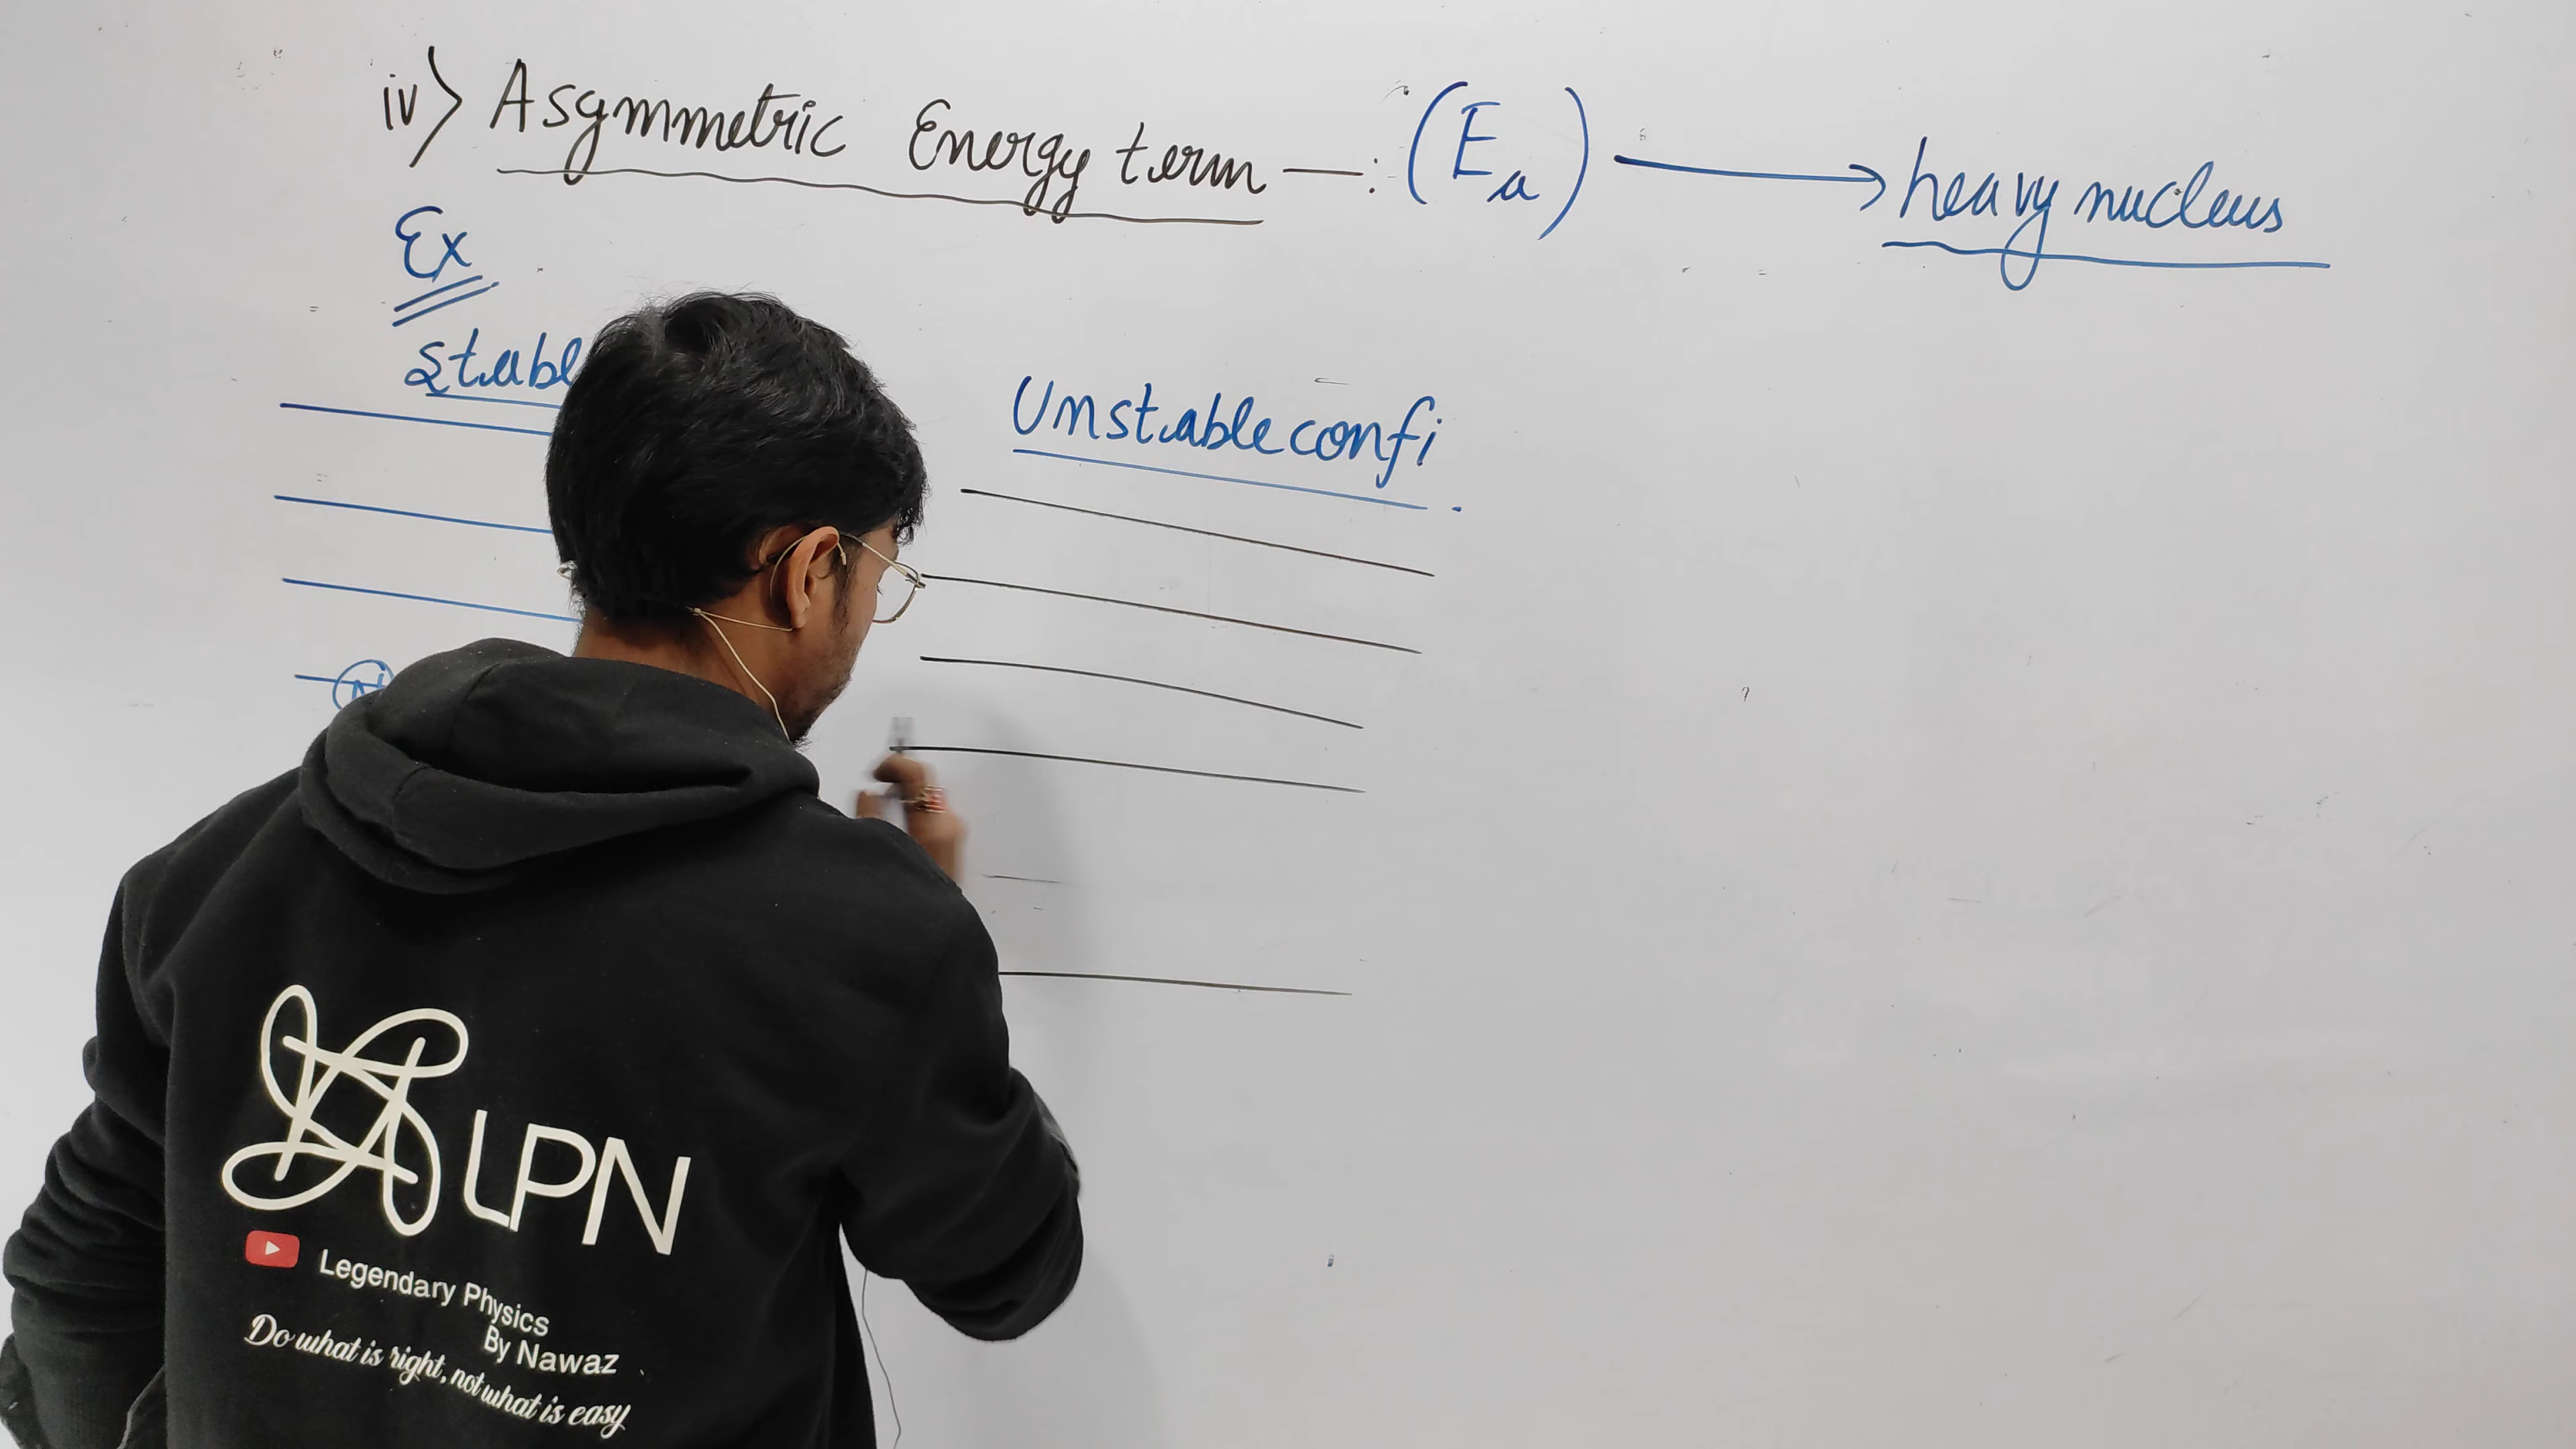 iv) Asymmetric Energy term —: (Ea) → heavy nucleus
Ex
Stabl
Unstable confi.
LPN
Legendary Physics
By Nawaz
Do what is right, not what is easy